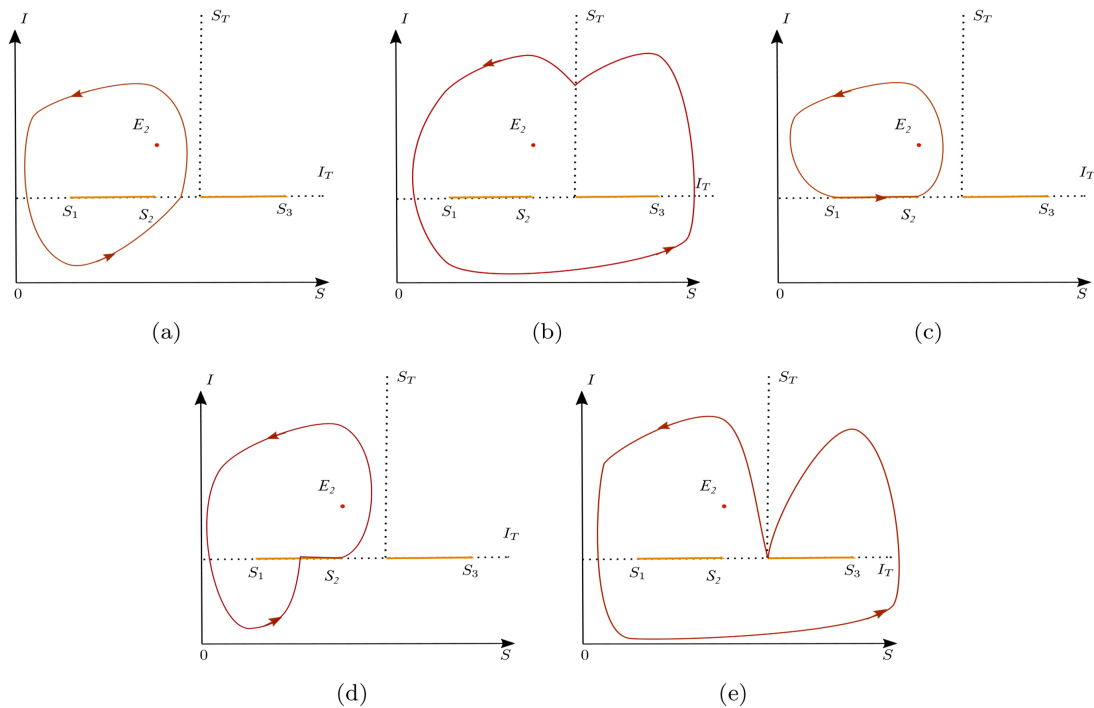 I S_T
E_2
I_T
S_1 S_2 S_3
0 S
(a)
I S_T
E_2
I_T
S_1 S_2 S_3
0 S
(b)
I S_T
E_2
I_T
S_1 S_2 S_3
0 S
(c)
I S_T
E_2
I_T
S_1 S_2 S_3
0 S
(d)
I S_T
E_2
S_1 S_2 S_3 I_T
0 S
(e)